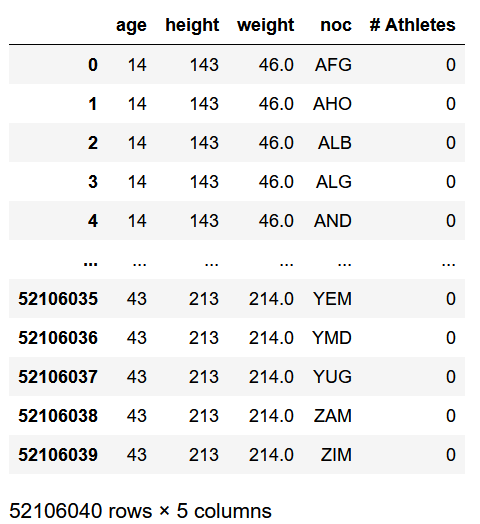 age height weight noc # Athletes
0 14 143 46.0 AFG 0
1 14 143 46.0 AHO 0
2 14 143 46.0 ALB 0
3 14 143 46.0 ALG 0
4 14 143 46.0 AND 0
... ... ... ... ... ...
52106035 43 213 214.0 YEM 0
52106036 43 213 214.0 YMD 0
52106037 43 213 214.0 YUG 0
52106038 43 213 214.0 ZAM 0
52106039 43 213 214.0 ZIM 0
52106040 rows × 5 columns